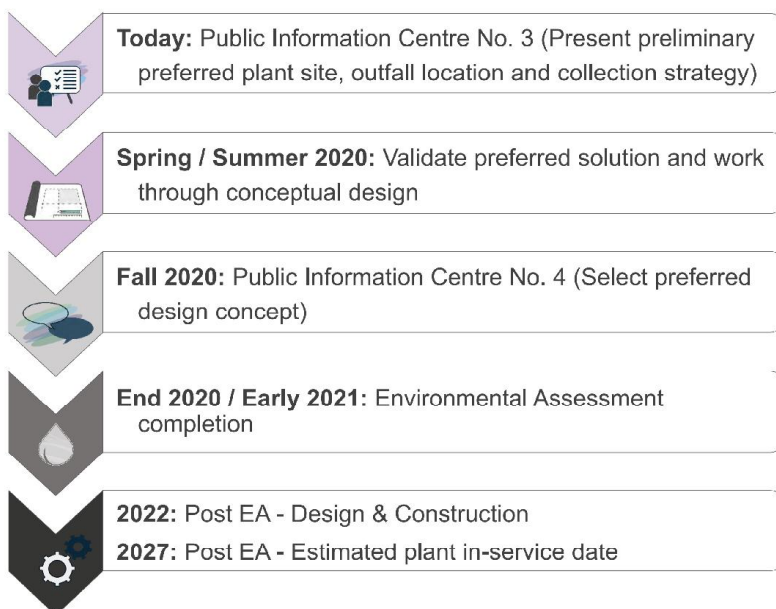 Today: Public Information Centre No. 3 (Present preliminary
preferred plant site, outfall location and collection strategy)
Spring / Summer 2020: Validate preferred solution and work
through conceptual design
Fall 2020: Public Information Centre No. 4 (Select preferred
design concept)
End 2020 / Early 2021: Environmental Assessment
completion
2022: Post EA - Design & Construction
2027: Post EA - Estimated plant in-service date